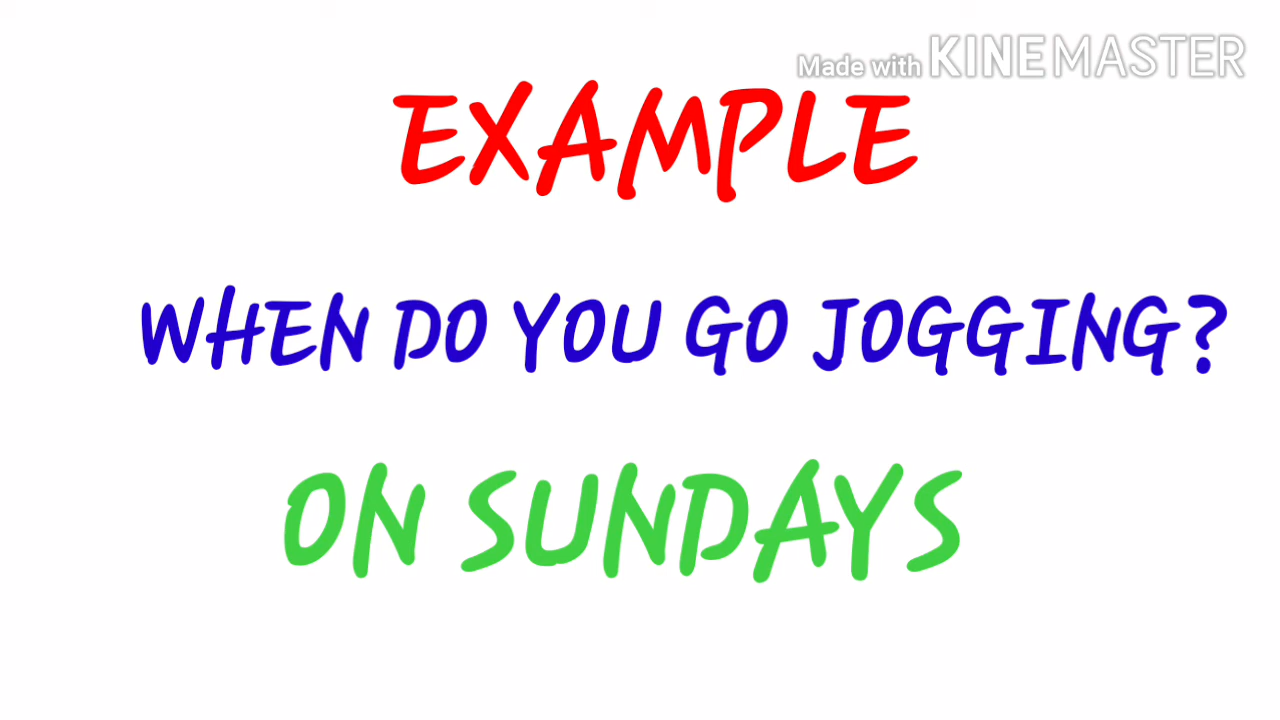 Made with KINEMASTER
EXAMPLE
WHEN DO YOU GO JOGGING?
ON SUNDAYS